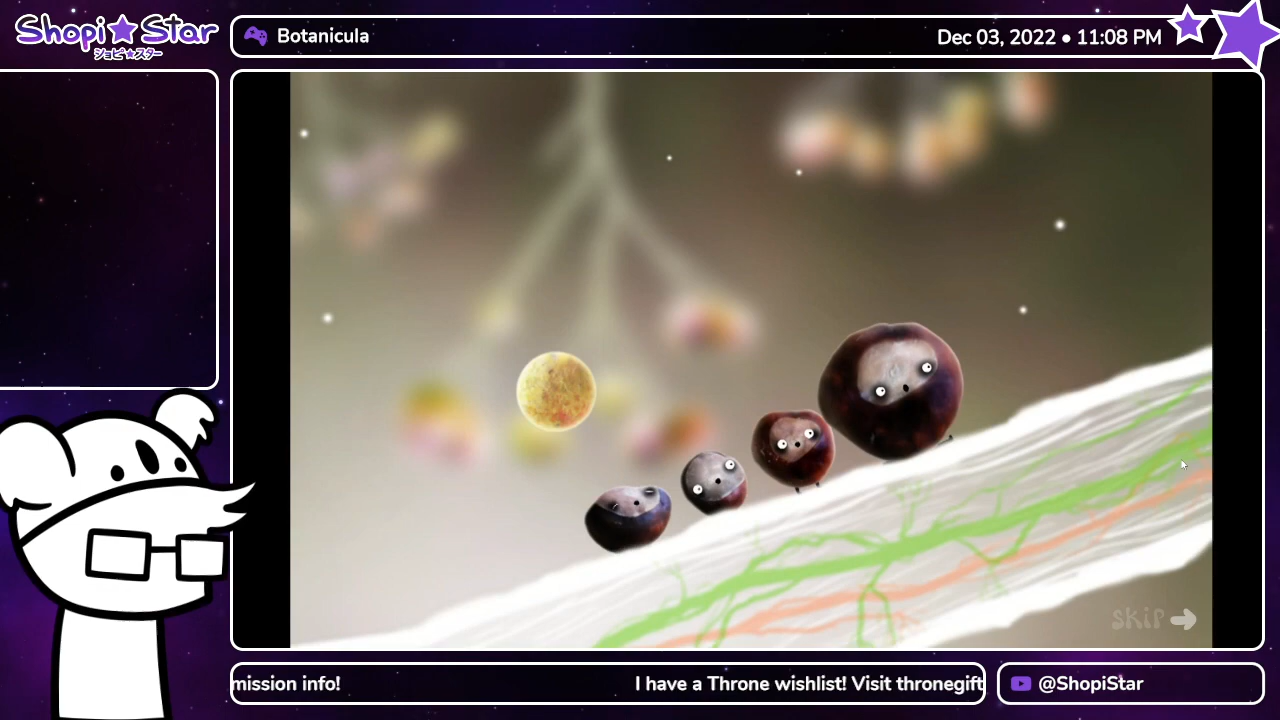 Shopi★Star
ショピ★スター
Botanicula
Dec 03, 2022 • 11:08 PM
skip
mission info!
I have a Throne wishlist! Visit thronegift
@ShopiStar